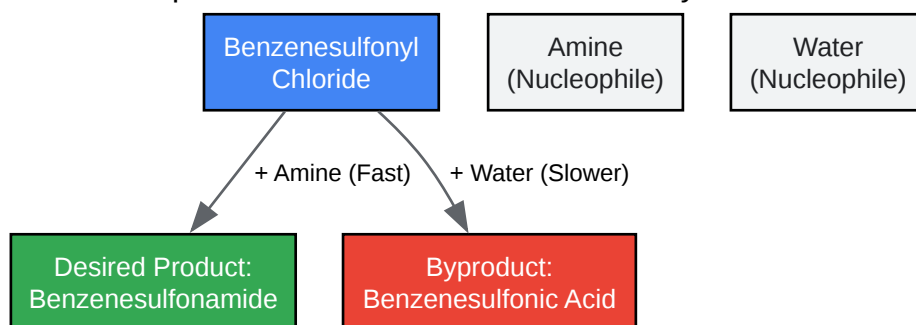 Benzenesulfonyl
Chloride
Amine
(Nucleophile)
Water
(Nucleophile)
+ Amine (Fast)
+ Water (Slower)
Desired Product:
Benzenesulfonamide
Byproduct:
Benzenesulfonic Acid